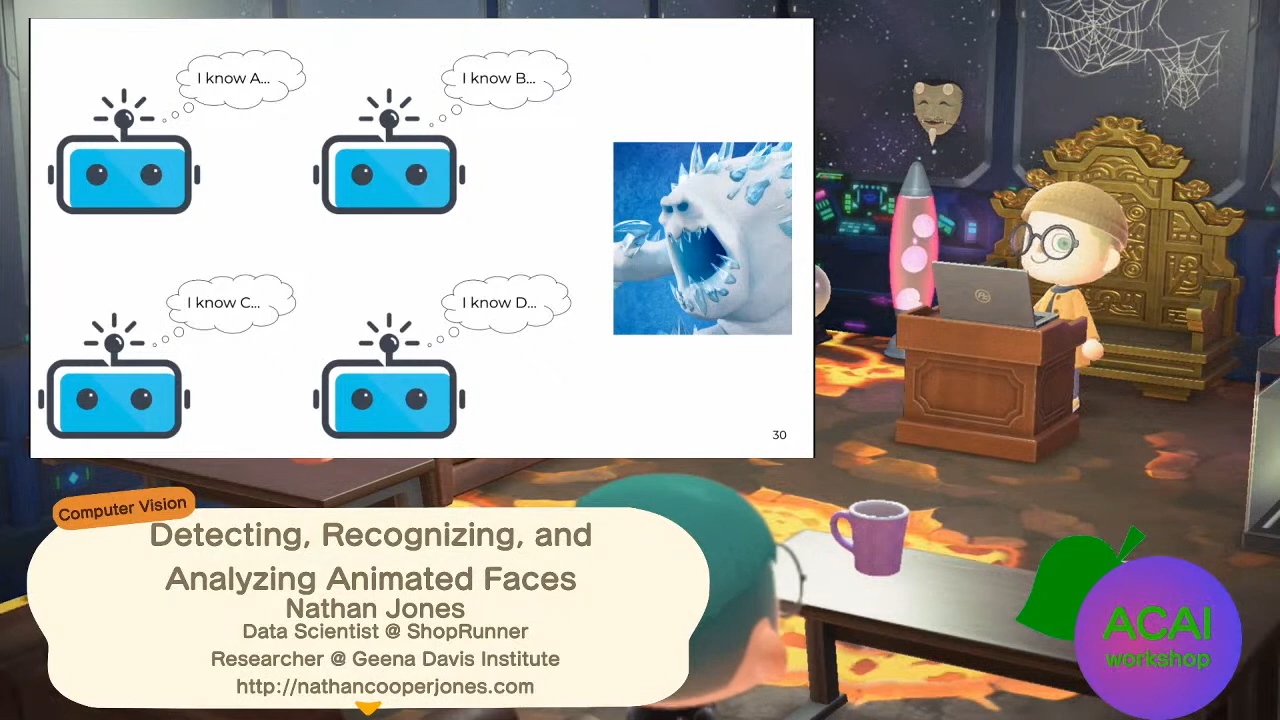 I know A...
I know B...
I know C...
I know D...
30
Computer Vision
Detecting, Recognizing, and
Analyzing Animated Faces
Nathan Jones
Data Scientist @ ShopRunner
Researcher @ Geena Davis Institute
http://nathancooperjones.com
ACAI
workshop